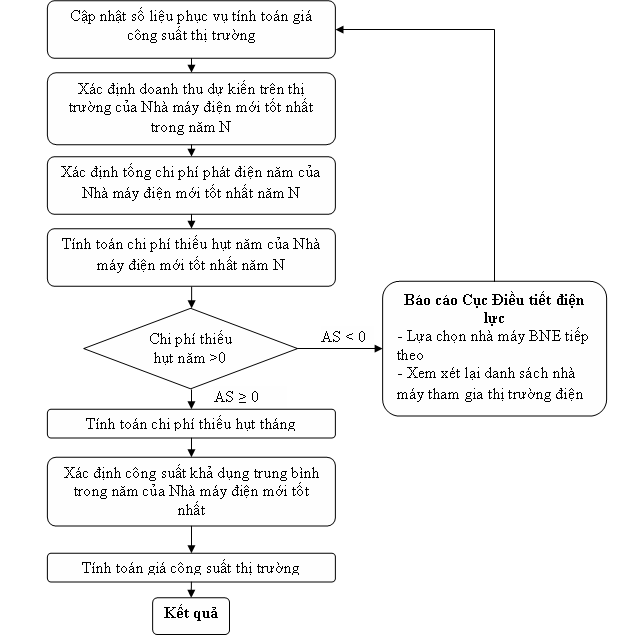 Cập nhật số liệu phục vụ tính toán giá
công suất thị trường
Xác định doanh thu dự kiến trên thị
trường của Nhà máy điện mới tốt nhất
trong năm N
Xác định tổng chi phí phát điện năm của
Nhà máy điện mới tốt nhất năm N
Tính toán chi phí thiếu hụt năm của Nhà
máy điện mới tốt nhất năm N
Chi phí thiếu
hụt năm >0
AS < 0
Báo cáo Cục Điều tiết điện
lực
- Lựa chọn nhà máy BNE tiếp
theo
- Xem xét lại danh sách nhà
máy tham gia thị trường điện
AS ≥ 0
Tính toán chi phí thiếu hụt tháng
Xác định công suất khả dụng trung bình
trong năm của Nhà máy điện mới tốt
nhất
Tính toán giá công suất thị trường
Kết quả